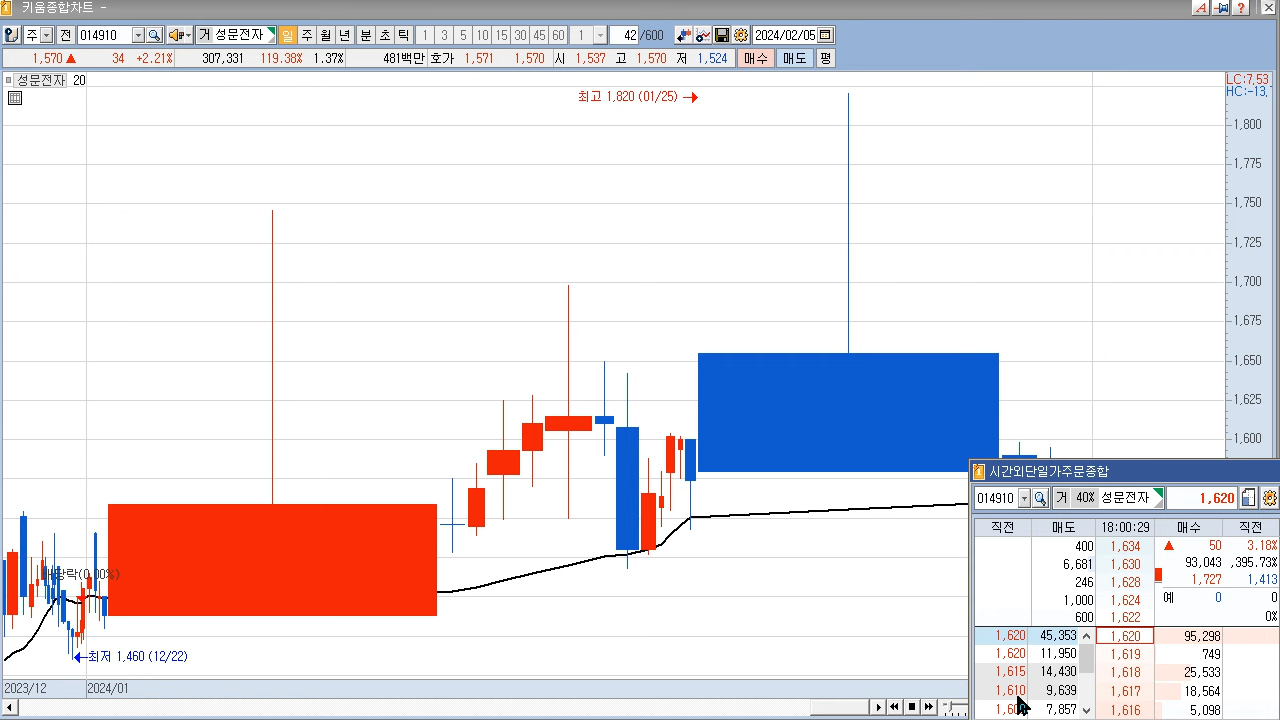 키움종합차트 -
주 전 014910 거 성문전자 일 주 월 년 분 초 틱 1 3 5 10 15 30 45 60 1 42 /600 2024/02/05
1,570 ▲ 34 +2.21% 307,331 119.38% 1.37% 481백만 호가 1,571 1,570 시 1,537 고 1,570 저 1,524 매수 매도 평
성문전자 20
LC:7,53
HC:-13,
최고 1,820 (01/25) →
1,800
1,775
1,750
1,725
1,700
1,675
1,650
1,625
1,600
←최저 1,460 (12/22)
2023/12 2024/01
시간외단일가주문종합
014910 거 40% 성문전자 1,620
직전 매도 18:00:29 매수 직전
400 1,634 ▲ 50 3.18%
6,681 1,630 93,043 ,395.73%
246 1,628 1,727 1,413
1,000 1,624 예 0 0
600 1,622 0%
1,620 45,353 1,620 95,298
1,620 11,950 1,619 749
1,615 14,430 1,618 25,533
1,610 9,639 1,617 18,564
7,857 1,616 5,098